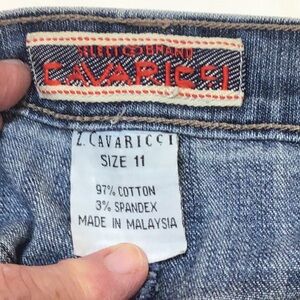 CAVARICCI
Z. CAVARICCI
SIZE 11
97% COTTON
3% SPANDEX
MADE IN MALAYSIA